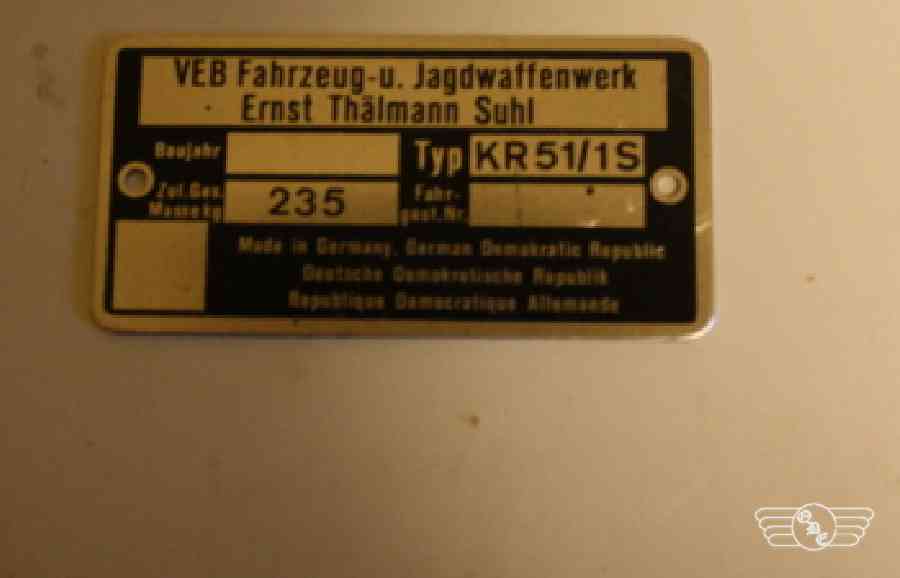 VEB Fahrzeug-u. Jagdwaffenwerk
Ernst Thälmann Suhl
Baujahr Typ KR51/1S
Zul.Ges. Masse kg 235 Fahr-gest.Nr.
Made in Germany, German Demokratic Republic
Deutsche Demokratische Republik
Republique Democratique Allemande